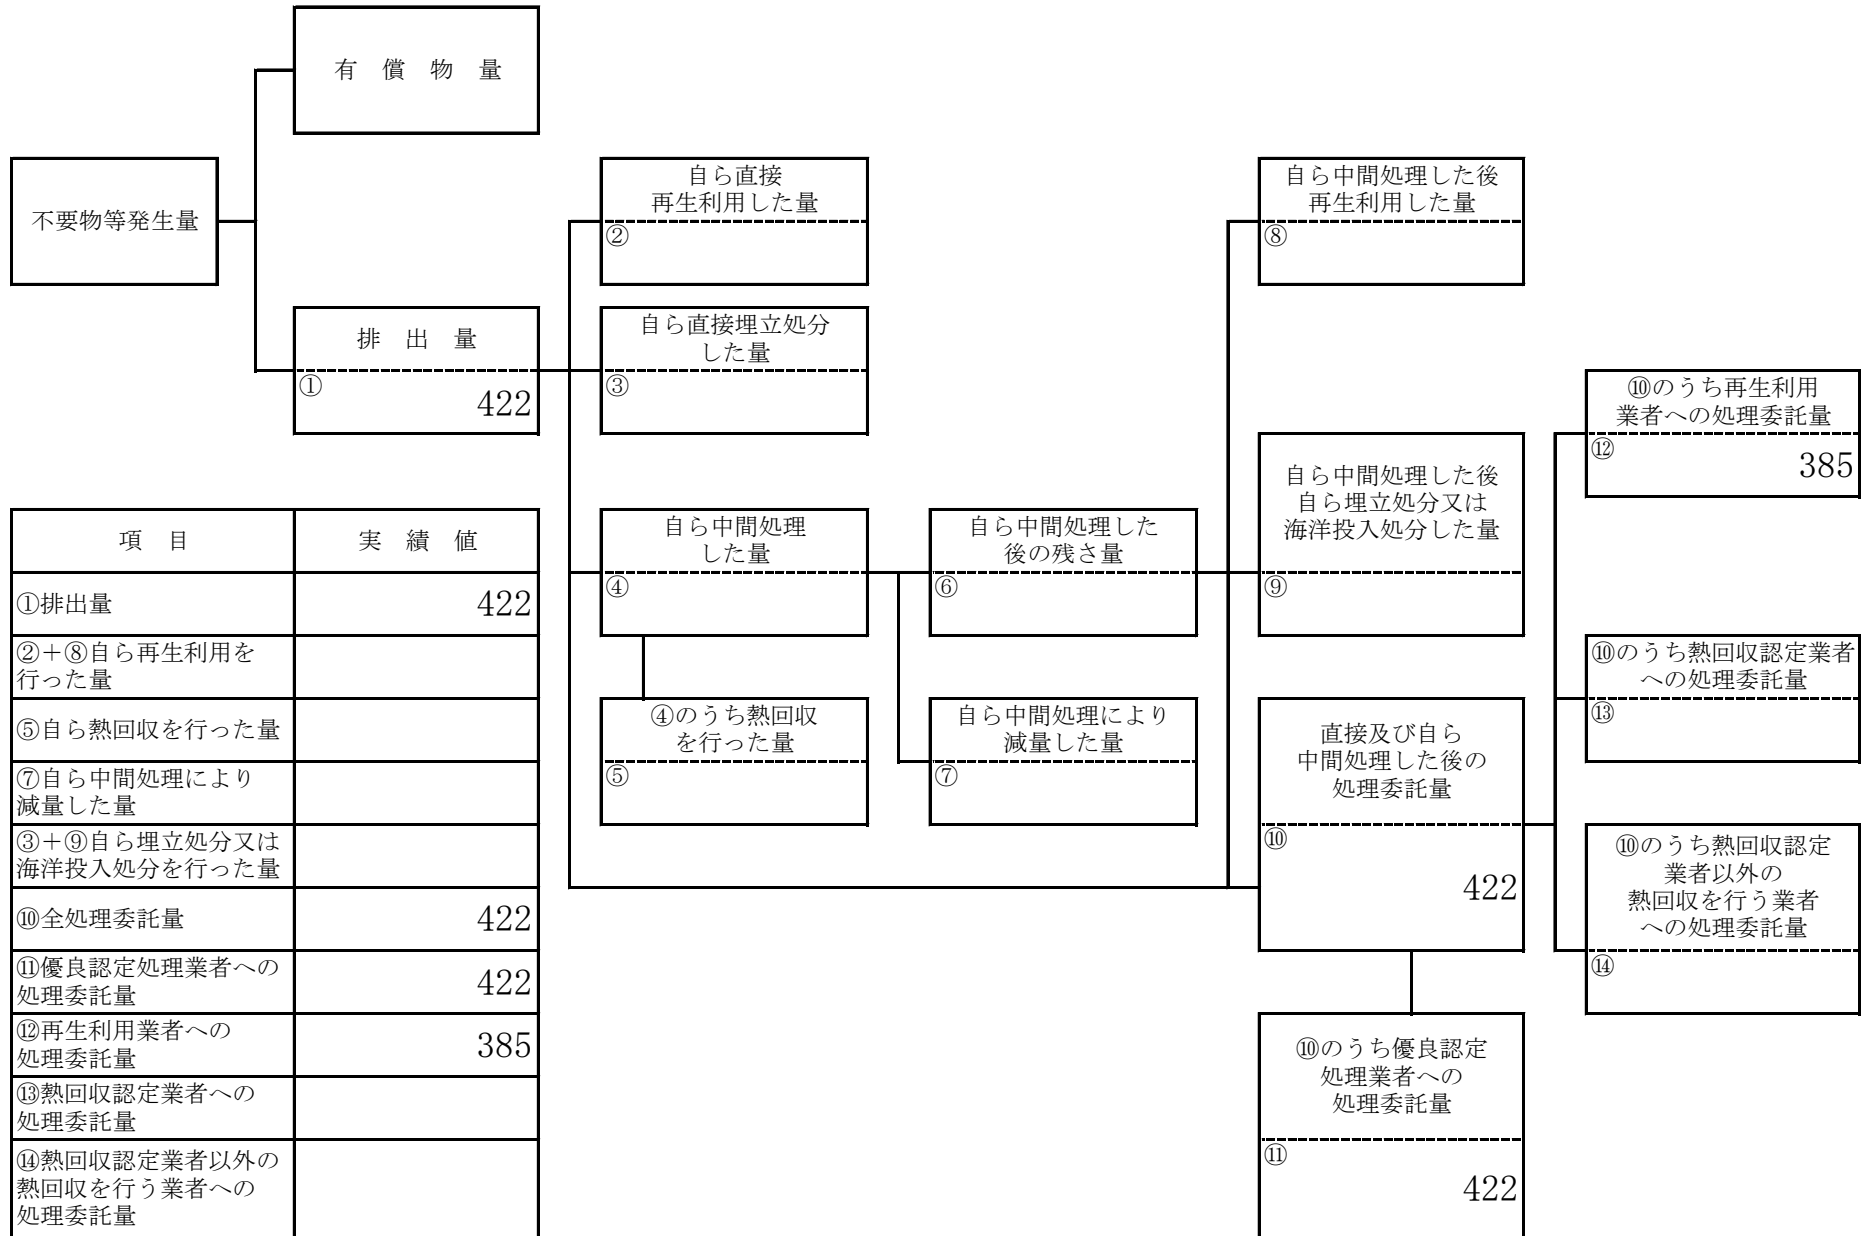 有　償　物　量
不要物等発生量
排　出　量
①
422
自ら直接
再生利用した量
②
自ら直接埋立処分
した量
③
自ら中間処理
した量
④
④のうち熱回収
を行った量
⑤
自ら中間処理した
後の残さ量
⑥
自ら中間処理により
減量した量
⑦
自ら中間処理した後
再生利用した量
⑧
自ら中間処理した後
自ら埋立処分又は
海洋投入処分した量
⑨
直接及び自ら
中間処理した後の
処理委託量
⑩
422
⑩のうち優良認定
処理業者への
処理委託量
⑪
422
⑩のうち再生利用
業者への処理委託量
⑫
385
⑩のうち熱回収認定業者
への処理委託量
⑬
⑩のうち熱回収認定
業者以外の
熱回収を行う業者
への処理委託量
⑭
項　目
実　績　値
①排出量
422
②＋⑧自ら再生利用を
行った量
⑤自ら熱回収を行った量
⑦自ら中間処理により
減量した量
③＋⑨自ら埋立処分又は
海洋投入処分を行った量
⑩全処理委託量
422
⑪優良認定処理業者への
処理委託量
422
⑫再生利用業者への
処理委託量
385
⑬熱回収認定業者への
処理委託量
⑭熱回収認定業者以外の
熱回収を行う業者への
処理委託量